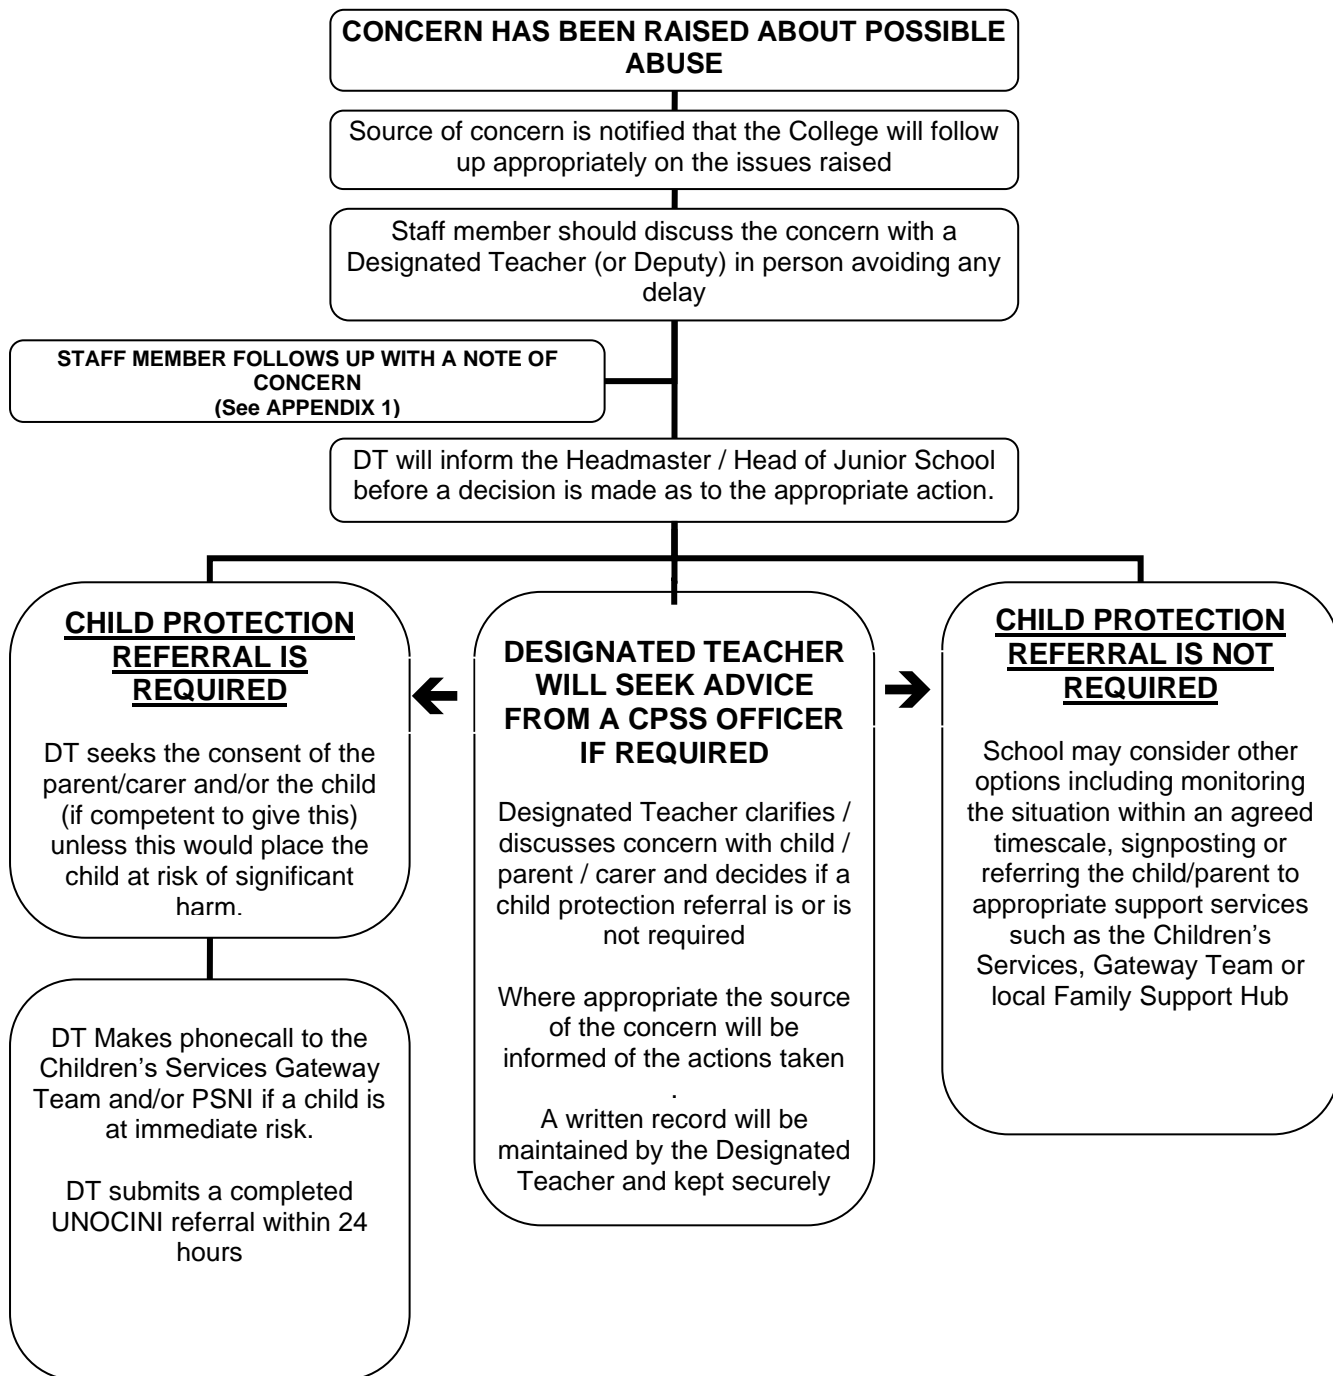 CONCERN HAS BEEN RAISED ABOUT POSSIBLE
ABUSE
Source of concern is notified that the College will follow
up appropriately on the issues raised
Staff member should discuss the concern with a
Designated Teacher (or Deputy) in person avoiding any
delay
STAFF MEMBER FOLLOWS UP WITH A NOTE OF
CONCERN
(See APPENDIX 1)
DT will inform the Headmaster / Head of Junior School
before a decision is made as to the appropriate action.
CHILD PROTECTION
REFERRAL IS
REQUIRED
DT seeks the consent of the
parent/carer and/or the child
(if competent to give this)
unless this would place the
child at risk of significant
harm.
DT Makes phonecall to the
Children’s Services Gateway
Team and/or PSNI if a child is
at immediate risk.
DT submits a completed
UNOCINI referral within 24
hours
DESIGNATED TEACHER
WILL SEEK ADVICE
FROM A CPSS OFFICER
IF REQUIRED
Designated Teacher clarifies /
discusses concern with child /
parent / carer and decides if a
child protection referral is or is
not required
Where appropriate the source
of the concern will be
informed of the actions taken
.
A written record will be
maintained by the Designated
Teacher and kept securely
CHILD PROTECTION
REFERRAL IS NOT
REQUIRED
School may consider other
options including monitoring
the situation within an agreed
timescale, signposting or
referring the child/parent to
appropriate support services
such as the Children’s
Services, Gateway Team or
local Family Support Hub